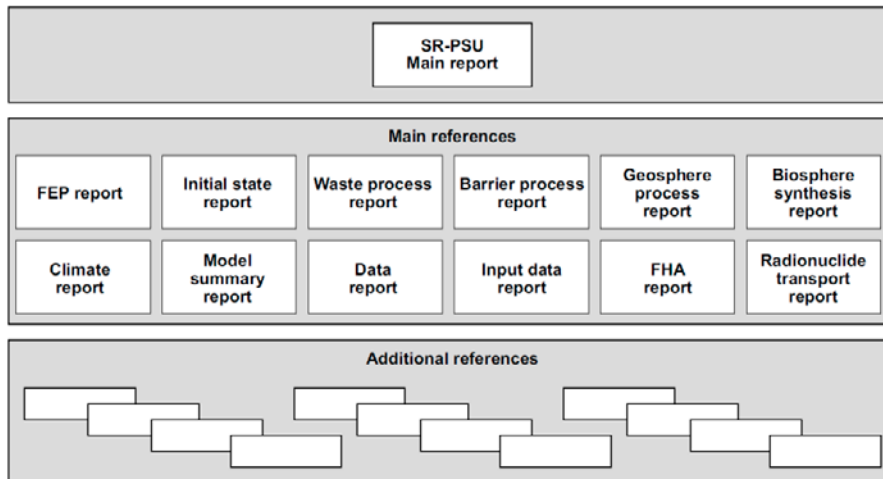 SR-PSU
Main report
Main references
FEP report
Initial state
report
Waste process
report
Barrier process
report
Geosphere
process
report
Biosphere
synthesis
report
Climate
report
Model
summary
report
Data
report
Input data
report
FHA
report
Radionuclide
transport
report
Additional references